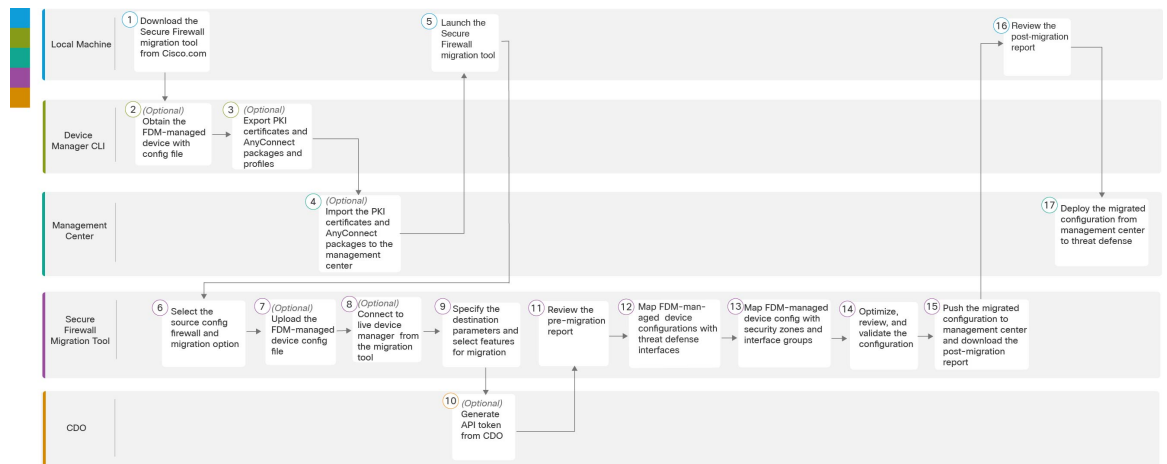 Local Machine
1
Download the
Secure Firewall
migration tool
from Cisco.com
5
Launch the
Secure
Firewall
migration tool
16
Review the
post-migration
report
Device
Manager CLI
2
(Optional)
Obtain the
FDM-managed
device with
config file
3
(Optional)
Export PKI
certificates and
AnyConnect
packages and
profiles
Management
Center
4
(Optional)
Import the PKI
certificates and
AnyConnect
packages to the
management
center
17
Deploy the migrated
configuration from
management center
to threat defense
Secure
Firewall
Migration Tool
6
Select the
source config
firewall and
migration option
7
(Optional)
Upload the
FDM-managed
device config
file
8
(Optional)
Connect to
live device
manager from
the migration
tool
9
Specify the
destination
parameters and
select features
for migration
11
Review the
pre-migration
report
12
Map FDM-man-
aged device
configurations with
threat defense
interfaces
13
Map FDM-managed
device config with
security zones and
interface groups
14
Optimize,
review, and
validate the
configuration
15
Push the migrated
configuration to
management center
and download the
post-migration
report
CDO
10
(Optional)
Generate
API token
from CDO